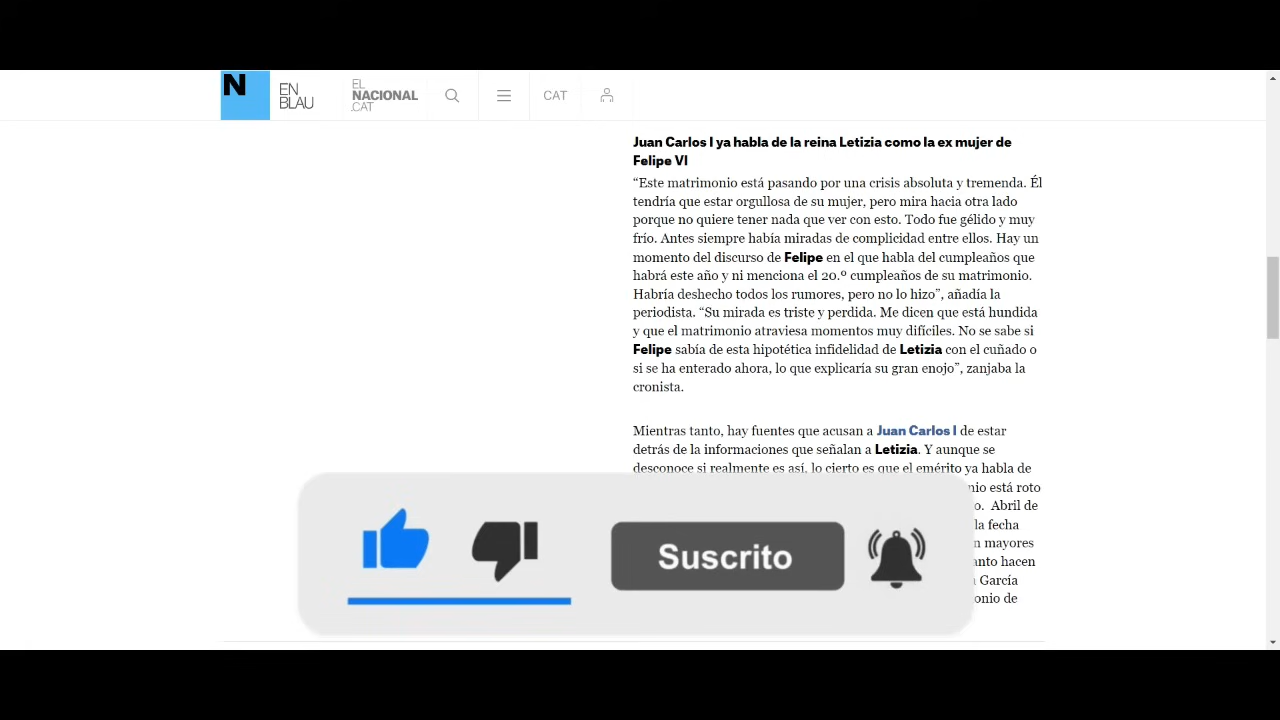 N
EN
BLAU
EL
NACIONAL
.CAT
CAT
Juan Carlos I ya habla de la reina Letizia como la ex mujer de
Felipe VI
“Este matrimonio está pasando por una crisis absoluta y tremenda. Él
tendría que estar orgullosa de su mujer, pero mira hacia otro lado
porque no quiere tener nada que ver con esto. Todo fue gélido y muy
frío. Antes siempre había miradas de complicidad entre ellos. Hay un
momento del discurso de Felipe en el que habla del cumpleaños que
habrá este año y ni menciona el 20.º cumpleaños de su matrimonio.
Habría deshecho todos los rumores, pero no lo hizo”, añadía la
periodista. “Su mirada es triste y perdida. Me dicen que está hundida
y que el matrimonio atraviesa momentos muy difíciles. No se sabe si
Felipe sabía de esta hipotética infidelidad de Letizia con el cuñado o
si se ha enterado ahora, lo que explicaría su gran enojo”, zanjaba la
cronista.
Mientras tanto, hay fuentes que acusan a Juan Carlos I de estar
detrás de la informaciones que señalan a Letizia. Y aunque se
desconoce si realmente es así, lo cierto es que el emérito ya habla de
nio está roto
o. Abril de
la fecha
n mayores
anto hacen
García
onio de
Suscrito